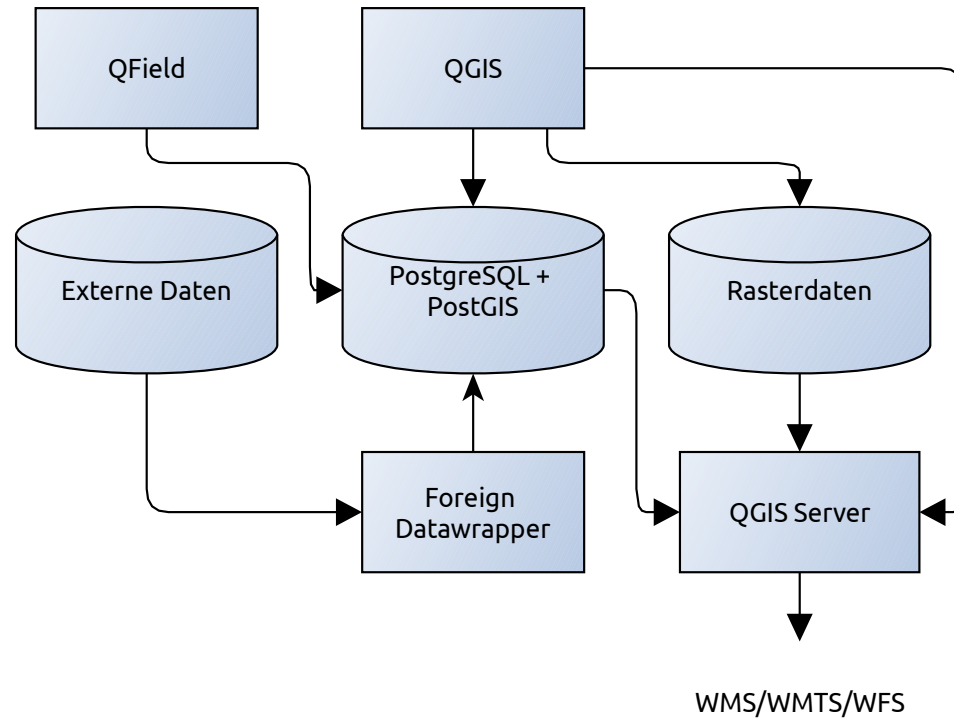 QField
QGIS
Externe Daten
PostgreSQL +
PostGIS
Rasterdaten
Foreign
Datawrapper
QGIS Server
WMS/WMTS/WFS